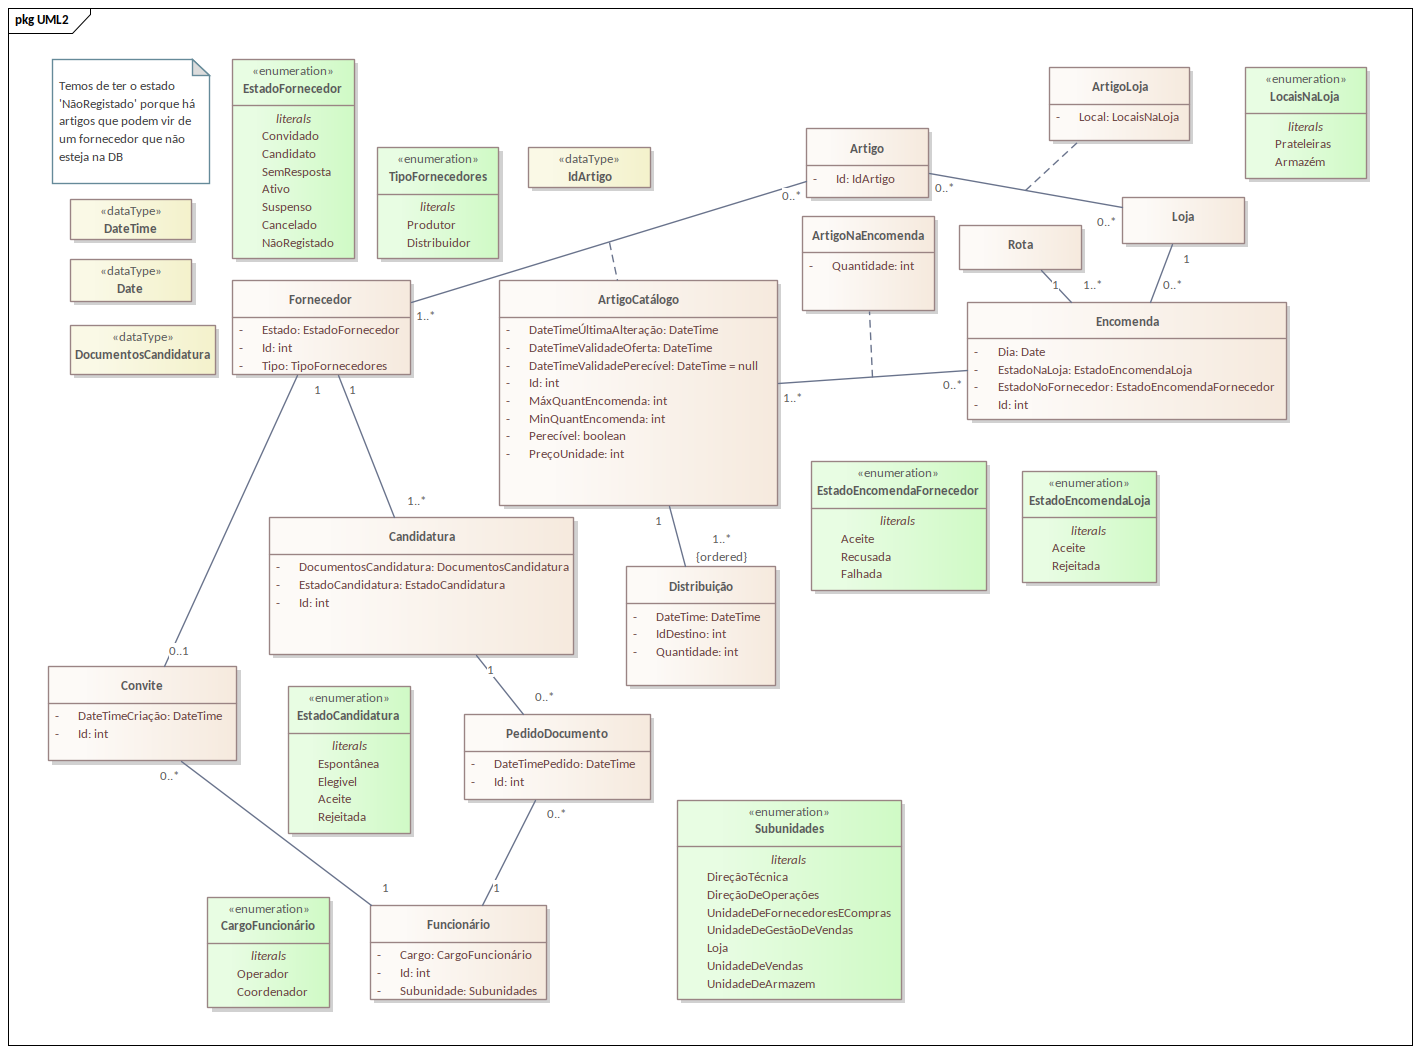 pkg UML2
Temos de ter o estado
'NãoRegistado' porque há
artigos que podem vir de
um fornecedor que não
esteja na DB
«dataType»
DateTime
«dataType»
Date
«dataType»
DocumentosCandidatura
«enumeration»
EstadoFornecedor
literals
Convidado
Candidato
SemResposta
Ativo
Suspenso
Cancelado
NãoRegistado
«enumeration»
TipoFornecedores
literals
Produtor
Distribuidor
«dataType»
IdArtigo
Artigo
- Id: IdArtigo
0..*
0..*
ArtigoLoja
- Local: LocaisNaLoja
«enumeration»
LocaisNaLoja
literals
Prateleiras
Armazém
Loja
0..*
1
0..*
Rota
1
1..*
ArtigoNaEncomenda
- Quantidade: int
Fornecedor
- Estado: EstadoFornecedor
- Id: int
- Tipo: TipoFornecedores
1..*
1
1
ArtigoCatálogo
- DateTimeÚltimaAlteração: DateTime
- DateTimeValidadeOferta: DateTime
- DateTimeValidadePerecível: DateTime = null
- Id: int
- MáxQuantEncomenda: int
- MinQuantEncomenda: int
- Perecível: boolean
- PreçoUnidade: int
1..*
0..*
Encomenda
- Dia: Date
- EstadoNaLoja: EstadoEncomendaLoja
- EstadoNoFornecedor: EstadoEncomendaFornecedor
- Id: int
«enumeration»
EstadoEncomendaFornecedor
literals
Aceite
Recusada
Falhada
«enumeration»
EstadoEncomendaLoja
literals
Aceite
Rejeitada
1..*
Candidatura
- DocumentosCandidatura: DocumentosCandidatura
- EstadoCandidatura: EstadoCandidatura
- Id: int
1
1..*
{ordered}
Distribuição
- DateTime: DateTime
- IdDestino: int
- Quantidade: int
0..1
Convite
- DateTimeCriação: DateTime
- Id: int
0..*
«enumeration»
EstadoCandidatura
literals
Espontânea
Elegivel
Aceite
Rejeitada
1
0..*
PedidoDocumento
- DateTimePedido: DateTime
- Id: int
0..*
«enumeration»
Subunidades
literals
DireçãoTécnica
DireçãoDeOperações
UnidadeDeFornecedoresECompras
UnidadeDeGestãoDeVendas
Loja
UnidadeDeVendas
UnidadeDeArmazem
«enumeration»
CargoFuncionário
literals
Operador
Coordenador
1
1
Funcionário
- Cargo: CargoFuncionário
- Id: int
- Subunidade: Subunidades